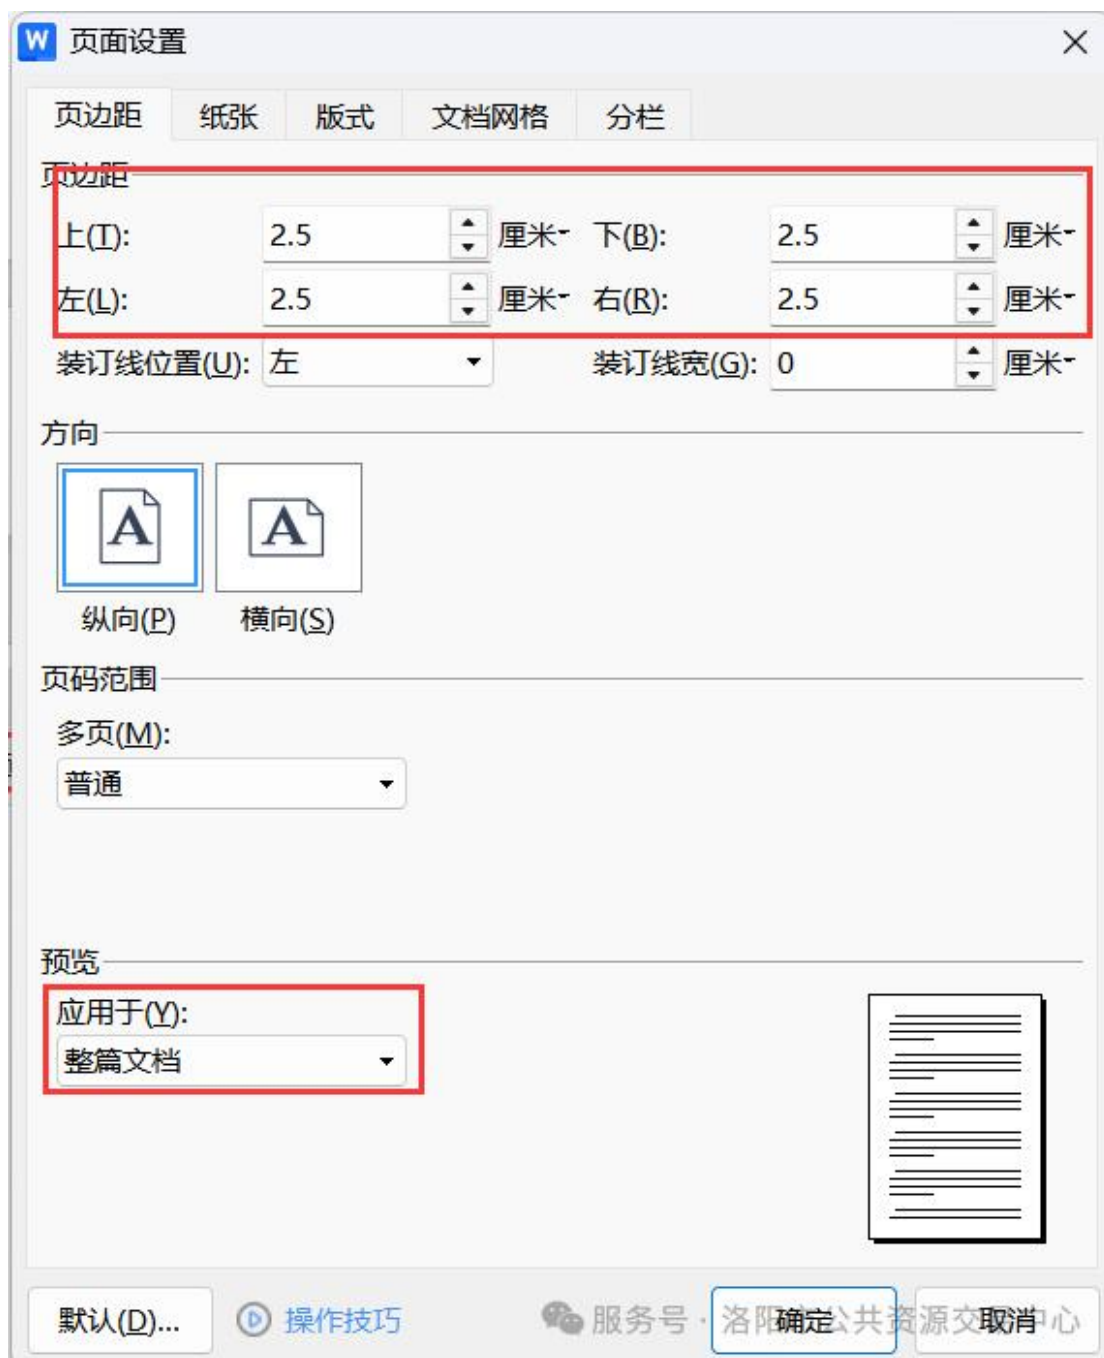 W 页面设置
页边距 纸张 版式 文档网格 分栏
页边距
上(T): 2.5 厘米 下(B): 2.5 厘米
左(L): 2.5 厘米 右(R): 2.5 厘米
装订线位置(U): 左 装订线宽(G): 0 厘米
方向
A A
纵向(P) 横向(S)
页码范围
多页(M):
普通
预览
应用于(Y):
整篇文档
默认(D)... 操作技巧 确定 取消
服务号 · 洛阳市公共资源交易中心